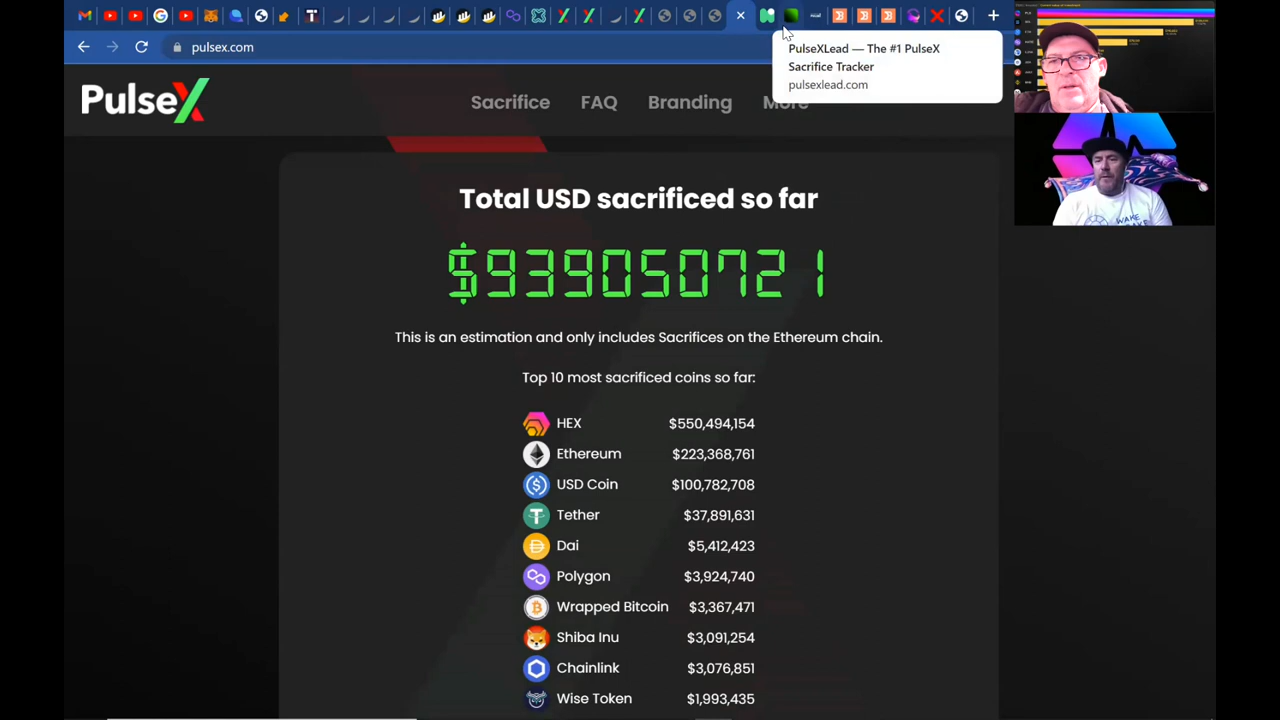 pulsex.com
PulseXLead — The #1 PulseX
Sacrifice Tracker
pulsexlead.com
PulseX
Sacrifice
FAQ
Branding
More
Total USD sacrificed so far
$939050721
This is an estimation and only includes Sacrifices on the Ethereum chain.
Top 10 most sacrificed coins so far:
HEX $550,494,154
Ethereum $223,368,761
USD Coin $100,782,708
Tether $37,891,631
Dai $5,412,423
Polygon $3,924,740
Wrapped Bitcoin $3,367,471
Shiba Inu $3,091,254
Chainlink $3,076,851
Wise Token $1,993,435